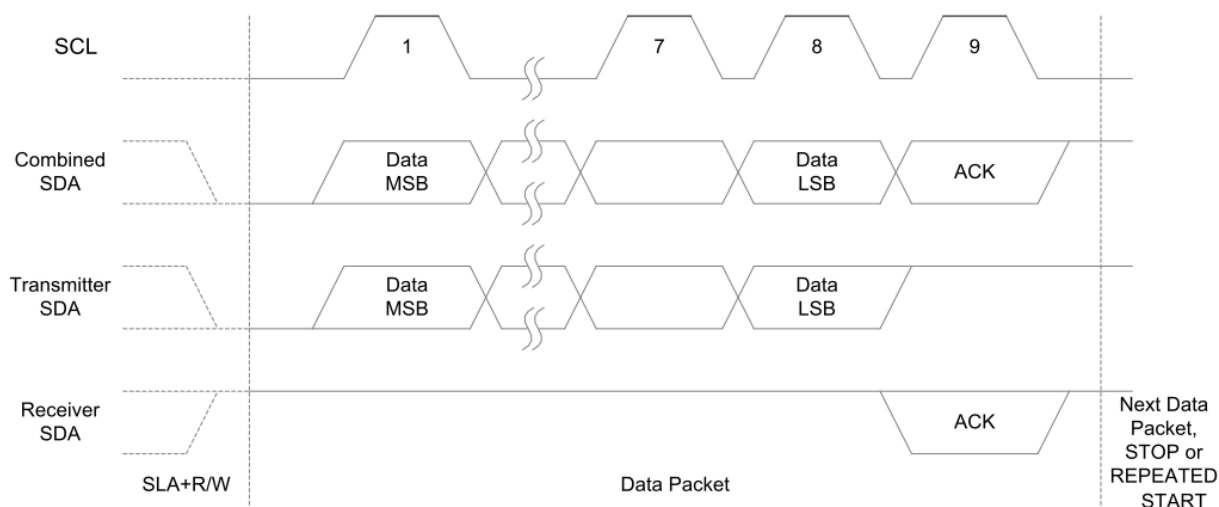 SCL
1
7
8
9
Combined
SDA
Data
MSB
Data
LSB
ACK
Transmitter
SDA
Data
MSB
Data
LSB
Receiver
SDA
ACK
SLA+R/W
Data Packet
Next Data
Packet,
STOP or
REPEATED
START